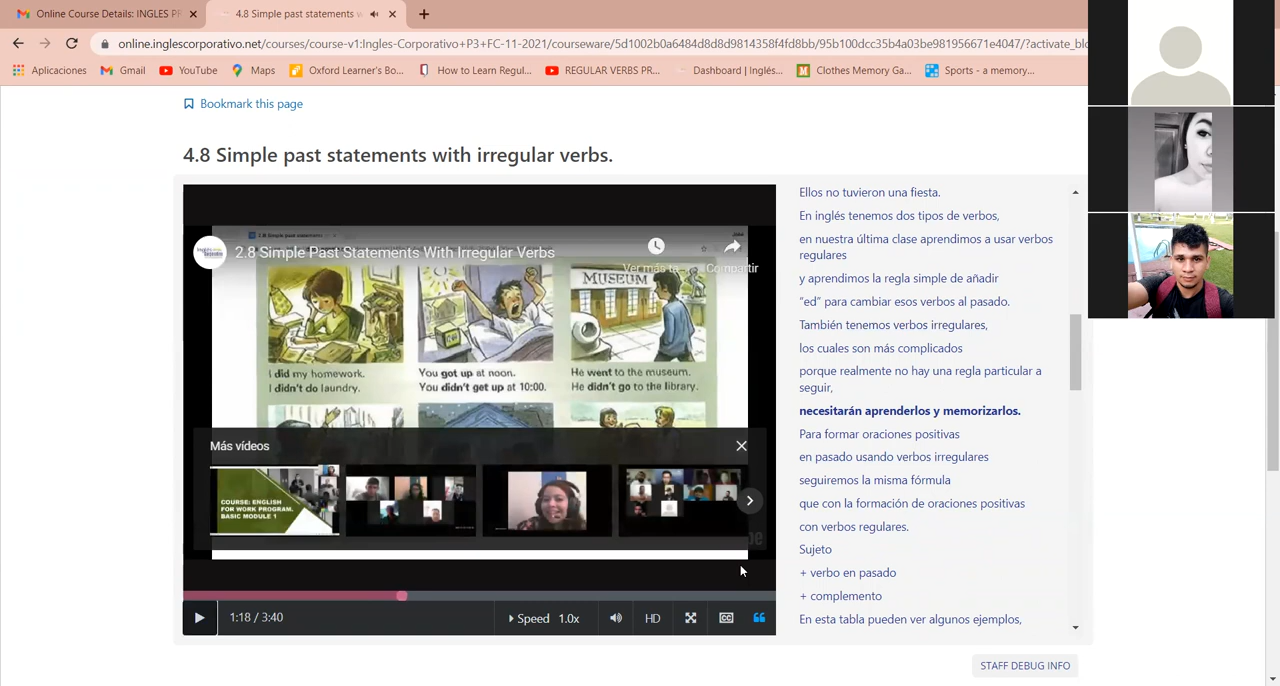 Online Course Details: INGLES PR
4.8 Simple past statements w
online.inglescorporativo.net/courses/course-v1:Ingles-Corporativo+P3+FC-11-2021/courseware/5d1002b0a6484d8d8d9814358f4fd8bb/95b100dcc35b4a03be981956671e4047/?activate_blo
Aplicaciones
Gmail
YouTube
Maps
Oxford Learner's Bo...
How to Learn Regul...
REGULAR VERBS PR...
Dashboard | Inglés...
Clothes Memory Ga...
Sports - a memory...
Bookmark this page
4.8 Simple past statements with irregular verbs.
2.8 Simple Past Statements With Irregular Verbs
Ver más ta
Compartir
MUSEUM
I did my homework.
I didn't do laundry.
You got up at noon.
You didn't get up at 10:00.
He went to the museum.
He didn't go to the library.
Más vídeos
COURSE: ENGLISH
FOR WORK PROGRAM.
BASIC MODULE 1
1:18 / 3:40
Speed 1.0x
HD
Ellos no tuvieron una fiesta.
En inglés tenemos dos tipos de verbos,
en nuestra última clase aprendimos a usar verbos
regulares
y aprendimos la regla simple de añadir
"ed" para cambiar esos verbos al pasado.
También tenemos verbos irregulares,
los cuales son más complicados
porque realmente no hay una regla particular a
seguir,
necesitarán aprenderlos y memorizarlos.
Para formar oraciones positivas
en pasado usando verbos irregulares
seguiremos la misma fórmula
que con la formación de oraciones positivas
con verbos regulares.
Sujeto
+ verbo en pasado
+ complemento
En esta tabla pueden ver algunos ejemplos,
STAFF DEBUG INFO